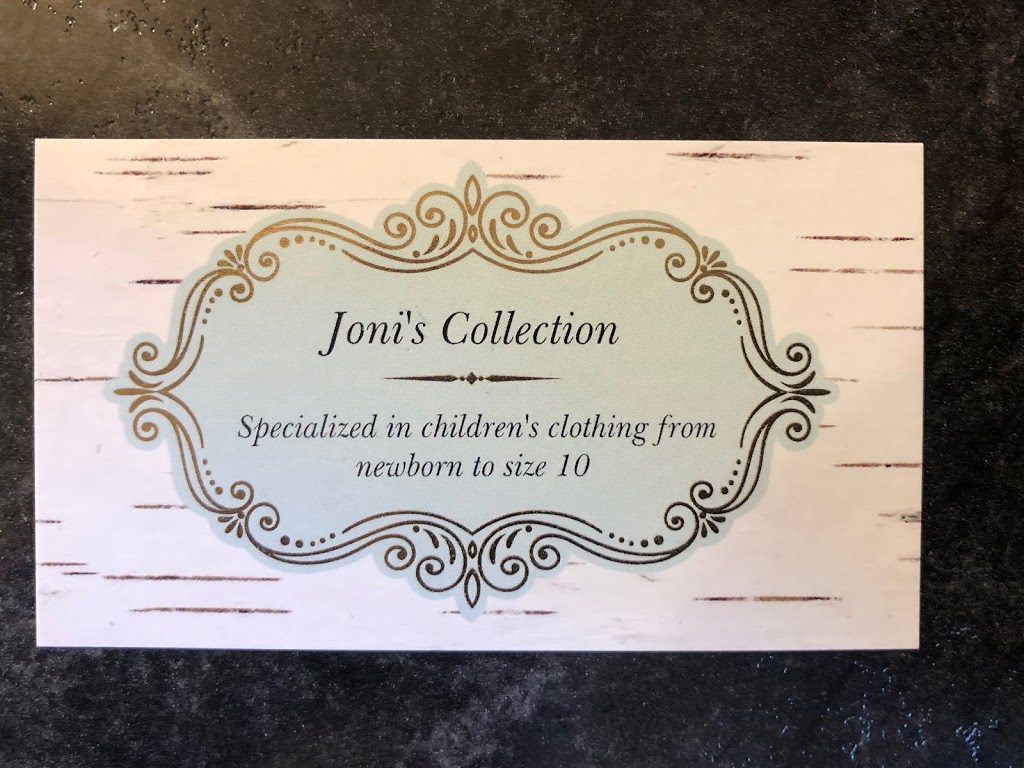 Joni's Collection
Specialized in children's clothing from
newborn to size 10